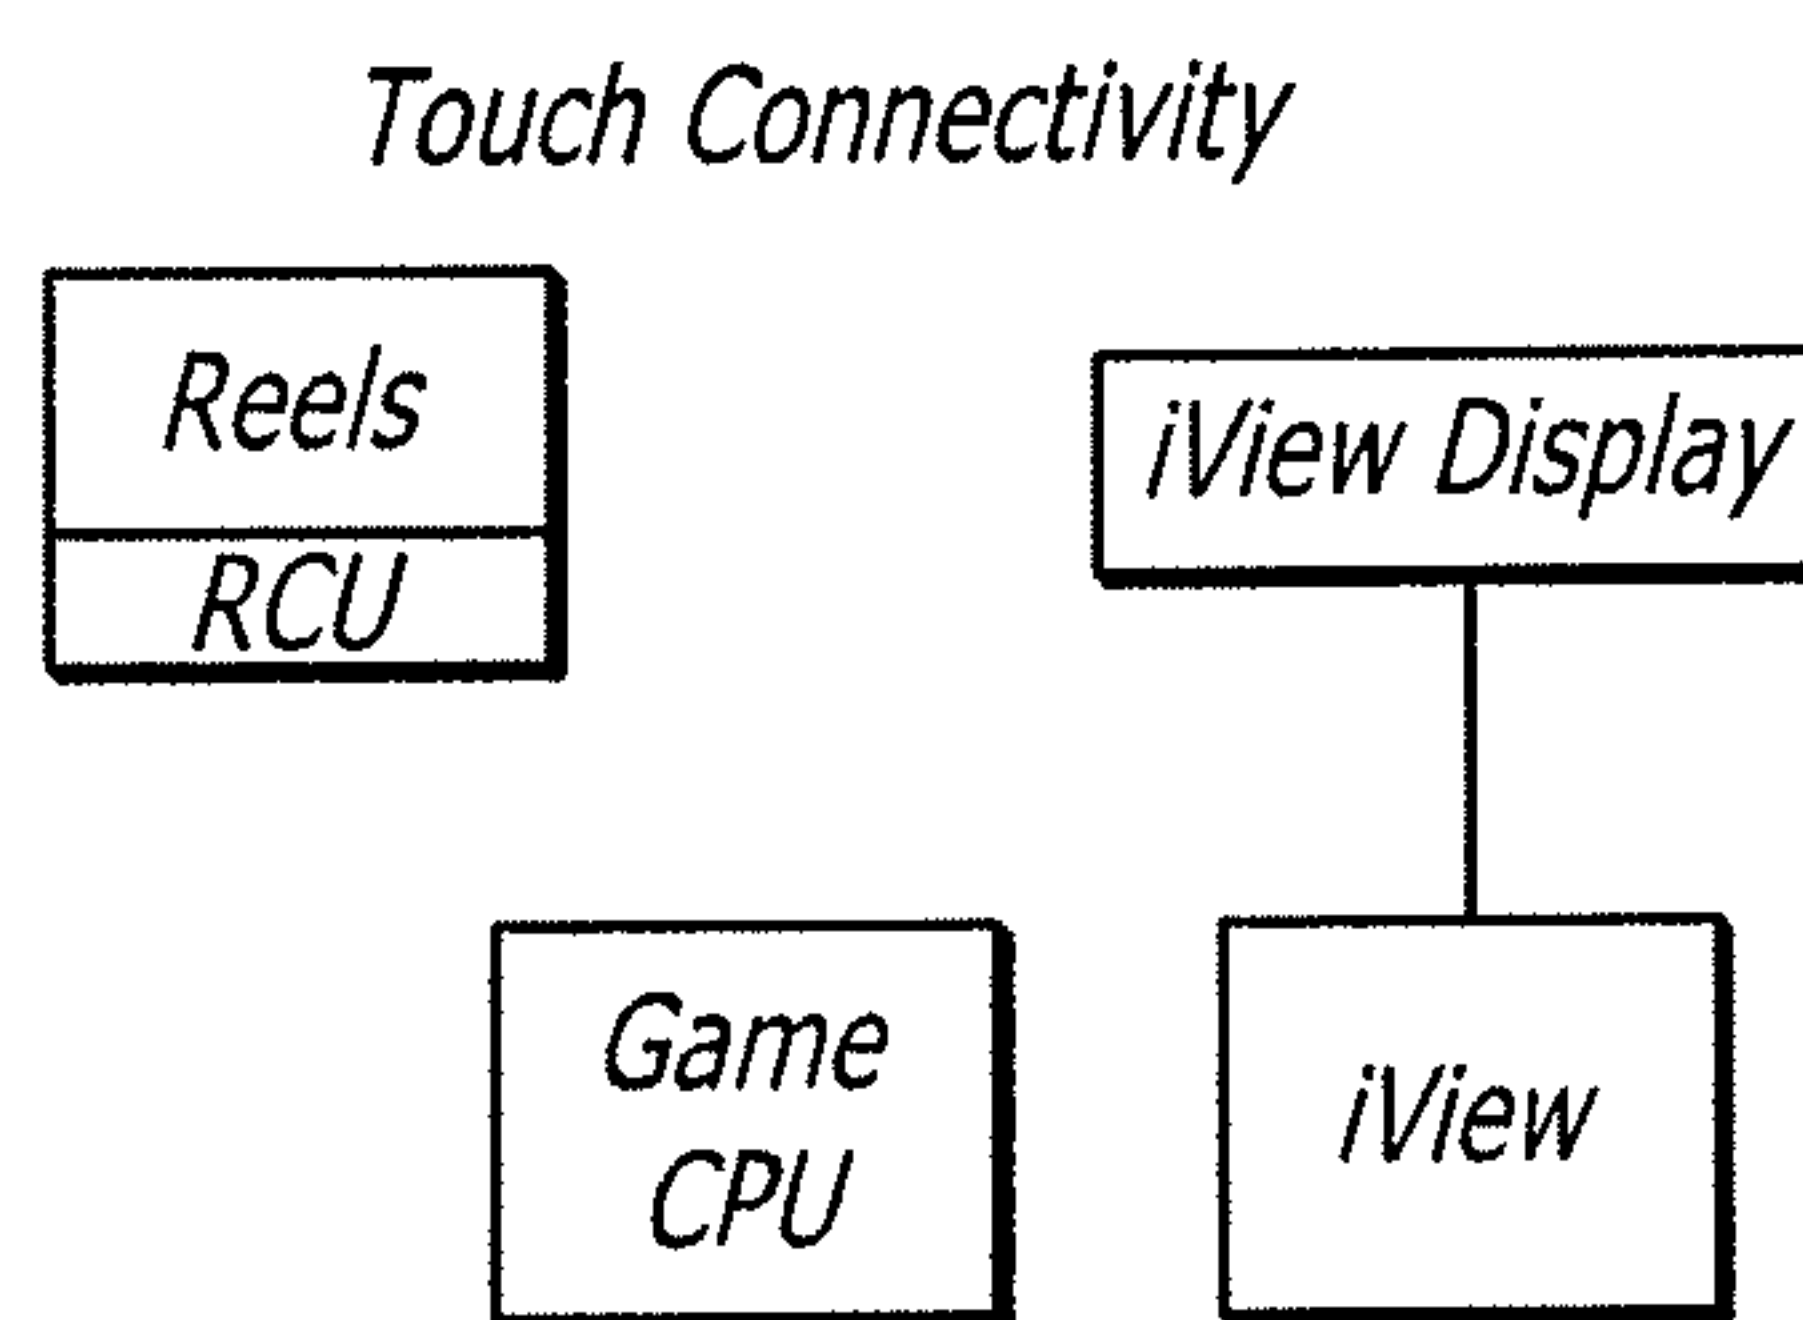 Touch Connectivity
Reels
RCU
iView Display
Game
CPU
iView